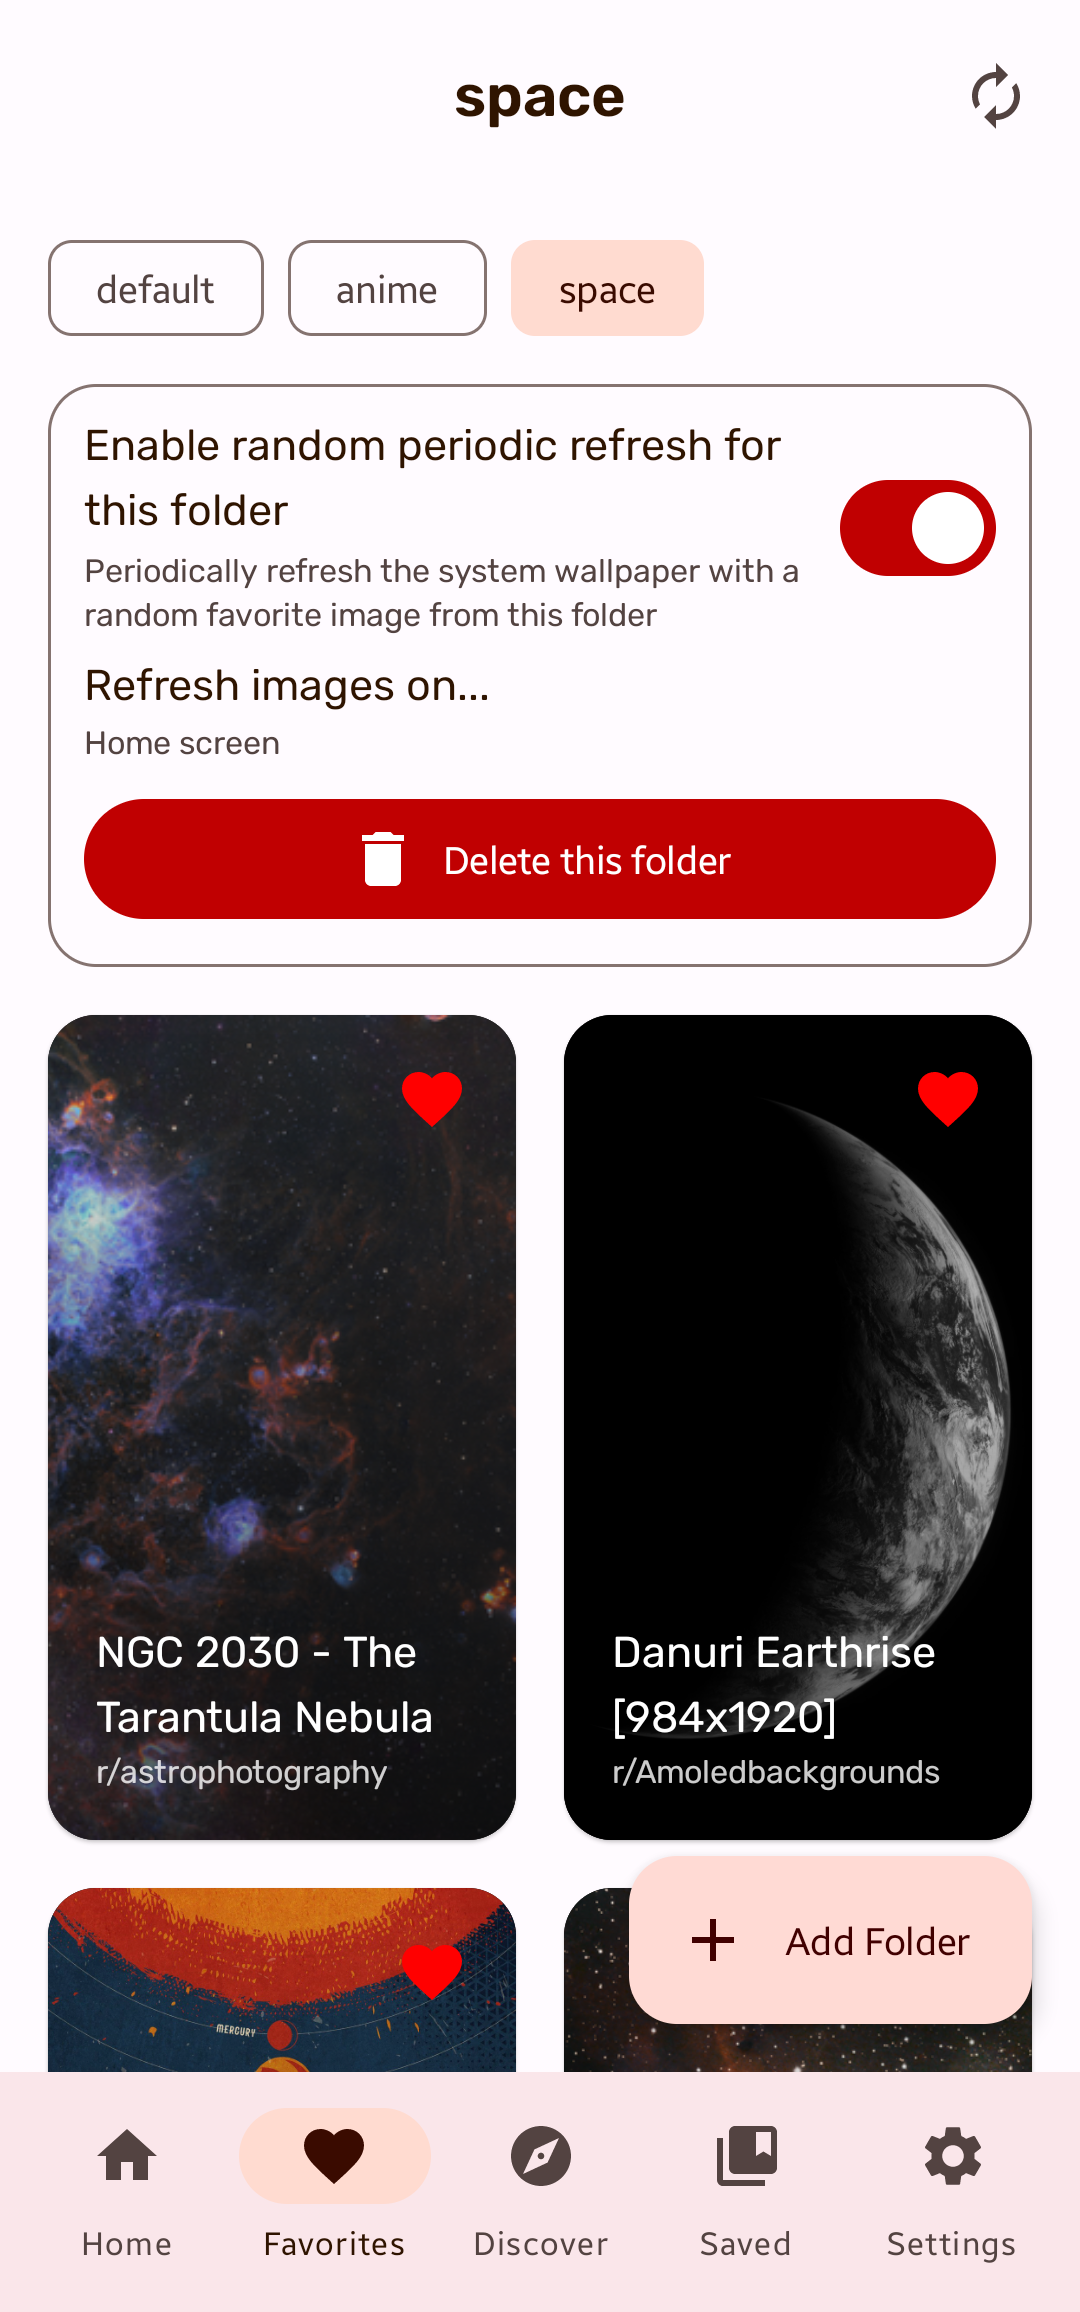 space
default
anime
space
Enable random periodic refresh for
this folder
Periodically refresh the system wallpaper with a
random favorite image from this folder
Refresh images on...
Home screen
Delete this folder
NGC 2030 - The
Tarantula Nebula
r/astrophotography
Danuri Earthrise
[984x1920]
r/Amoledbackgrounds
MERCURY
Add Folder
Home
Favorites
Discover
Saved
Settings